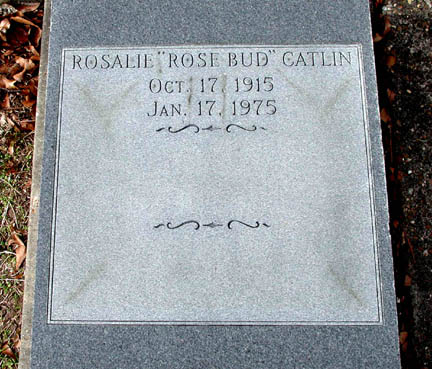 ROSALIE "ROSE BUD" CATLIN
OCT. 17, 1915
JAN. 17, 1975